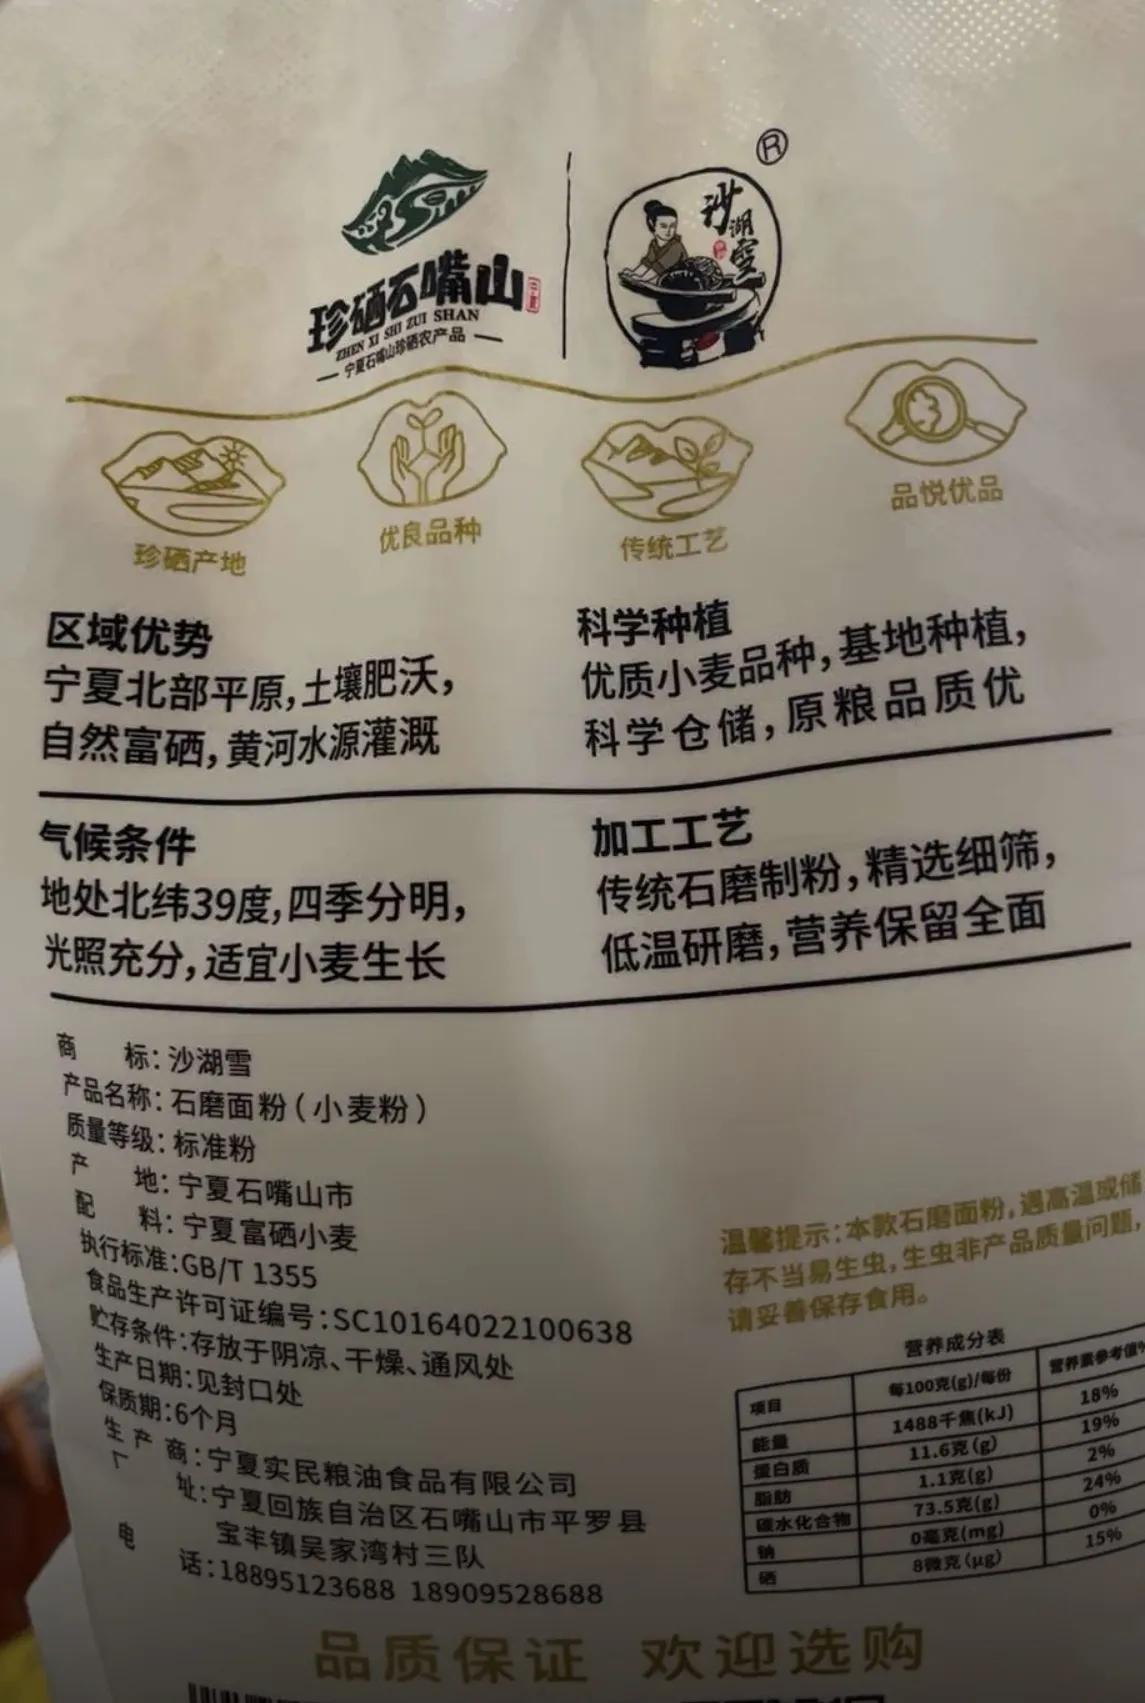 ®
沙湖雪
珍硒石嘴山
ZHEN XI SHI ZUI SHAN
宁夏石嘴山珍硒农产品
珍硒产地
优良品种
传统工艺
品悦优品
区域优势
宁夏北部平原,土壤肥沃,
自然富硒,黄河水源灌溉
科学种植
优质小麦品种,基地种植,
科学仓储,原粮品质优
气候条件
地处北纬39度,四季分明,
光照充分,适宜小麦生长
加工工艺
传统石磨制粉,精选细筛,
低温研磨,营养保留全面
商 标:沙湖雪
产品名称:石磨面粉(小麦粉)
质量等级:标准粉
产 地:宁夏石嘴山市
配 料:宁夏富硒小麦
执行标准:GB/T 1355
食品生产许可证编号:SC10164022100638
贮存条件:存放于阴凉、干燥、通风处
生产日期:见封口处
保质期:6个月
生产商:宁夏实民粮油食品有限公司
厂 址:宁夏回族自治区石嘴山市平罗县
宝丰镇吴家湾村三队
电 话:18895123688 18909528688
温馨提示:本款石磨面粉,遇高温或储
存不当易生虫,生虫非产品质量问题,
请妥善保存食用。
营养成分表
项目 每100克(g)/每份 营养素参考值%
能量 1488千焦(kJ) 18%
蛋白质 11.6克(g) 19%
脂肪 1.1克(g) 2%
碳水化合物 73.5克(g) 24%
钠 0毫克(mg) 0%
硒 8微克(μg) 15%
品质保证 欢迎选购